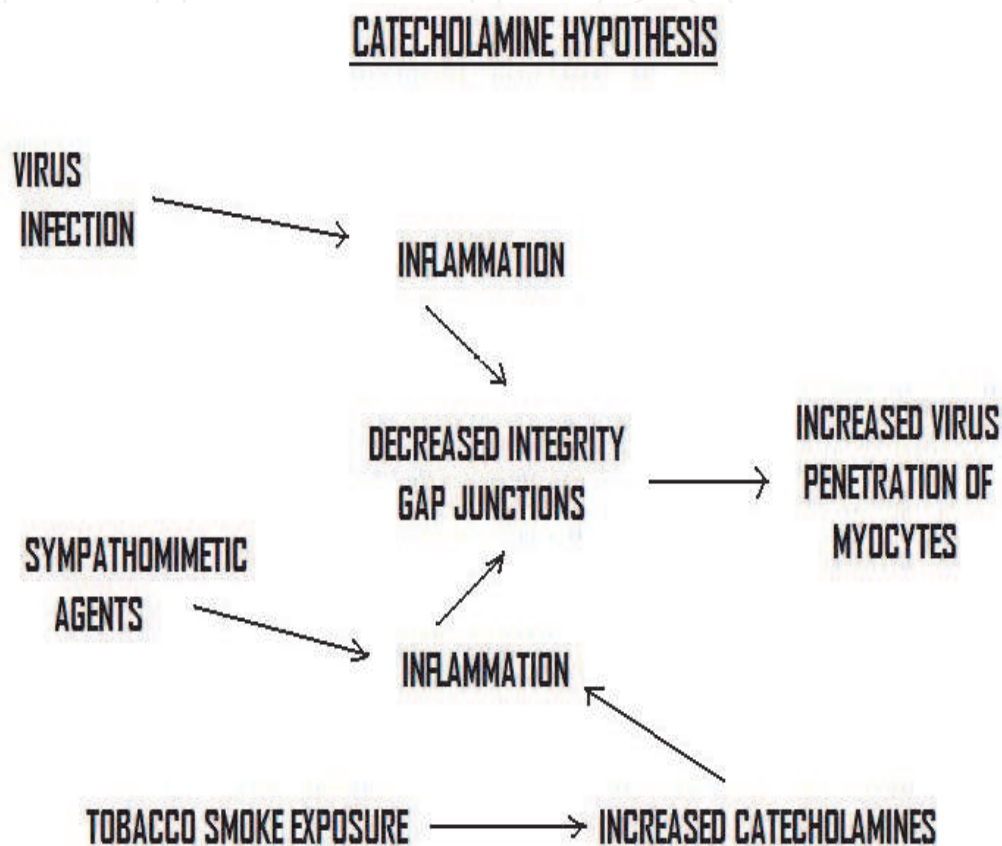 CATECHOLAMINE HYPOTHESIS
VIRUS
INFECTION
INFLAMMATION
DECREASED INTEGRITY
GAP JUNCTIONS
INCREASED VIRUS
PENETRATION OF
MYOCYTES
SYMPATHOMIMETIC
AGENTS
INFLAMMATION
TOBACCO SMOKE EXPOSURE
INCREASED CATECHOLAMINES